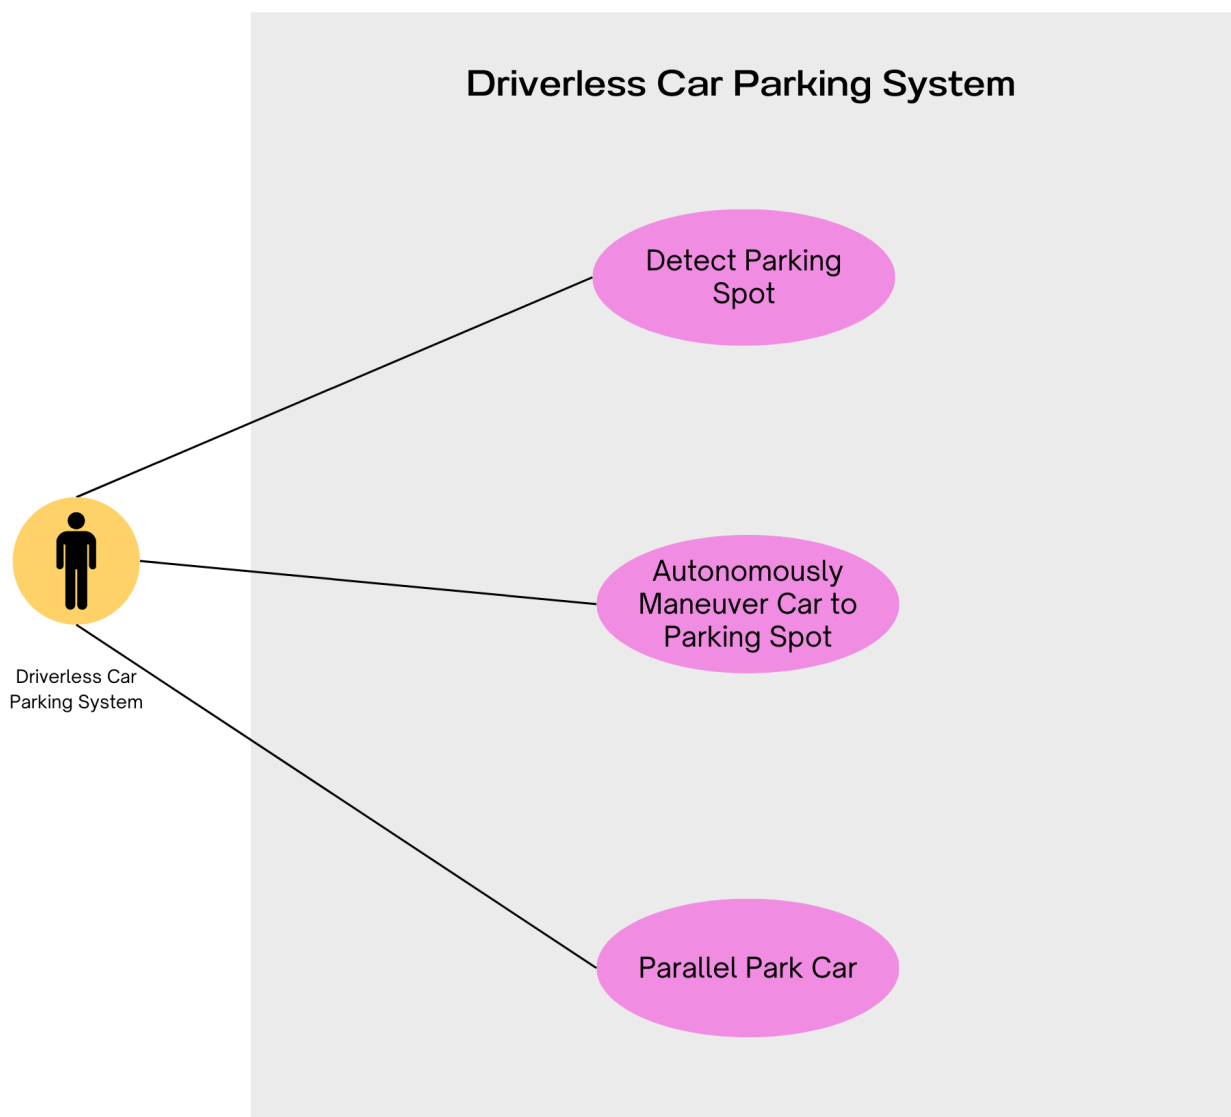 Driverless Car Parking System
Detect Parking
Spot
Autonomously
Maneuver Car to
Parking Spot
Driverless Car
Parking System
Parallel Park Car